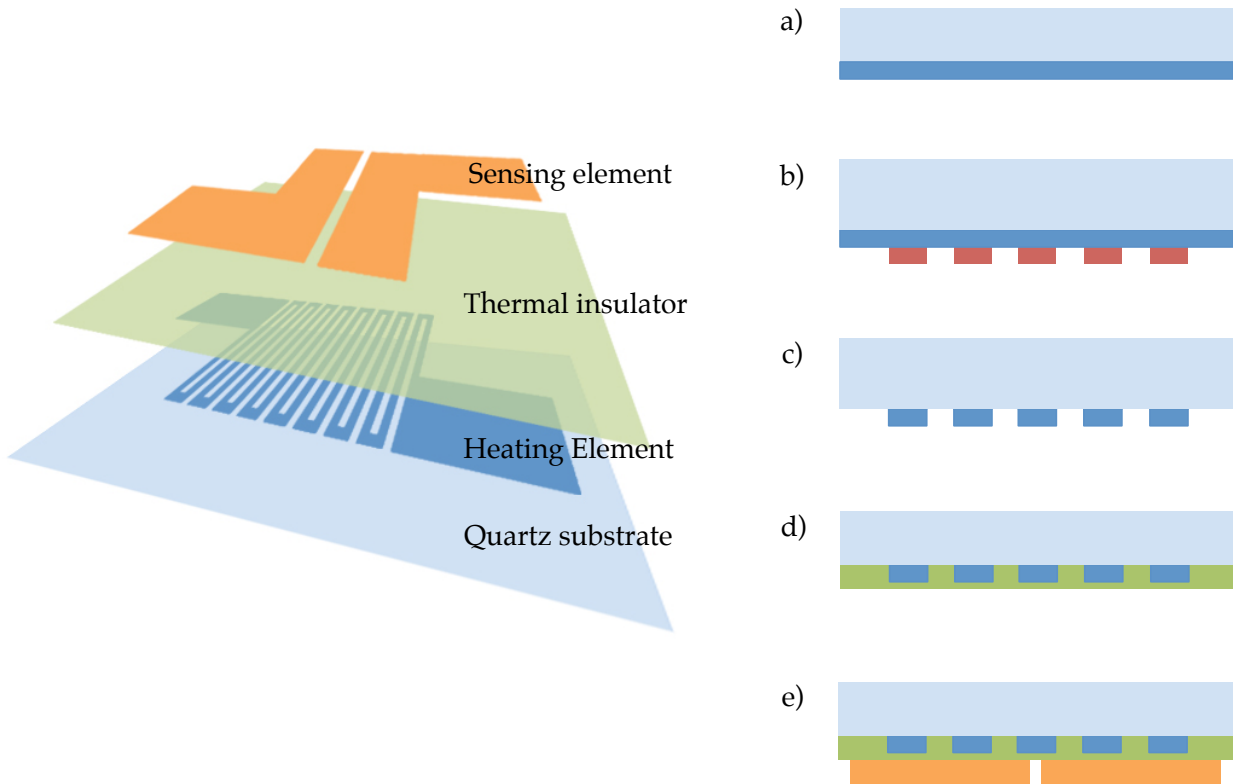 Sensing element
Thermal insulator
Heating Element
Quartz substrate
a)
b)
c)
d)
e)